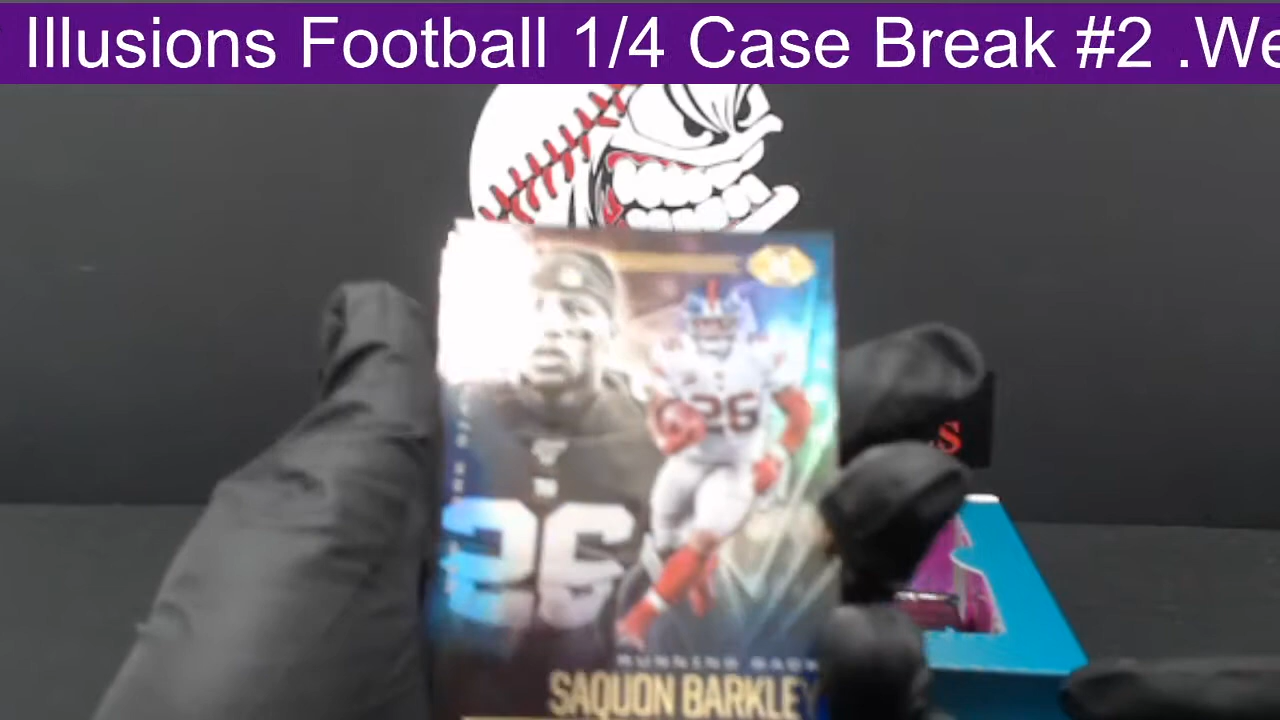 Illusions Football 1/4 Case Break #2 .We
26
26
RUNNING BACK
SAQUON BARKLEY
S